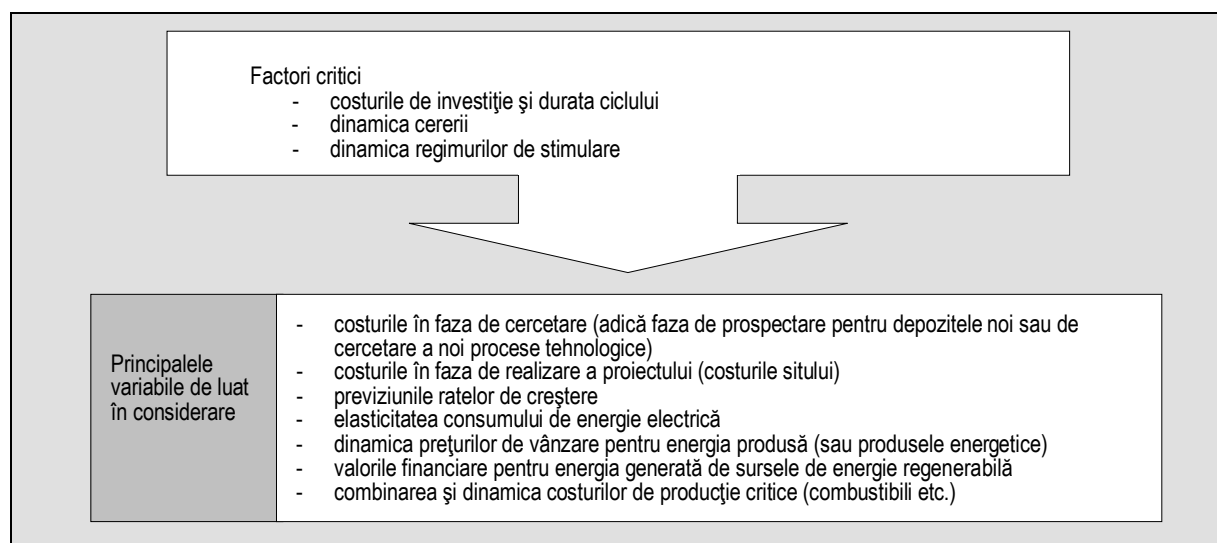 Factori critici
- costurile de investiţie şi durata ciclului
- dinamica cererii
- dinamica regimurilor de stimulare
Principalele
variabile de luat
în considerare
- costurile în faza de cercetare (adică faza de prospectare pentru depozitele noi sau de
cercetare a noi procese tehnologice)
- costurile în faza de realizare a proiectului (costurile sitului)
- previziunile ratelor de creştere
- elasticitatea consumului de energie electrică
- dinamica preţurilor de vânzare pentru energia produsă (sau produsele energetice)
- valorile financiare pentru energia generată de sursele de energie regenerabilă
- combinarea şi dinamica costurilor de producţie critice (combustibili etc.)